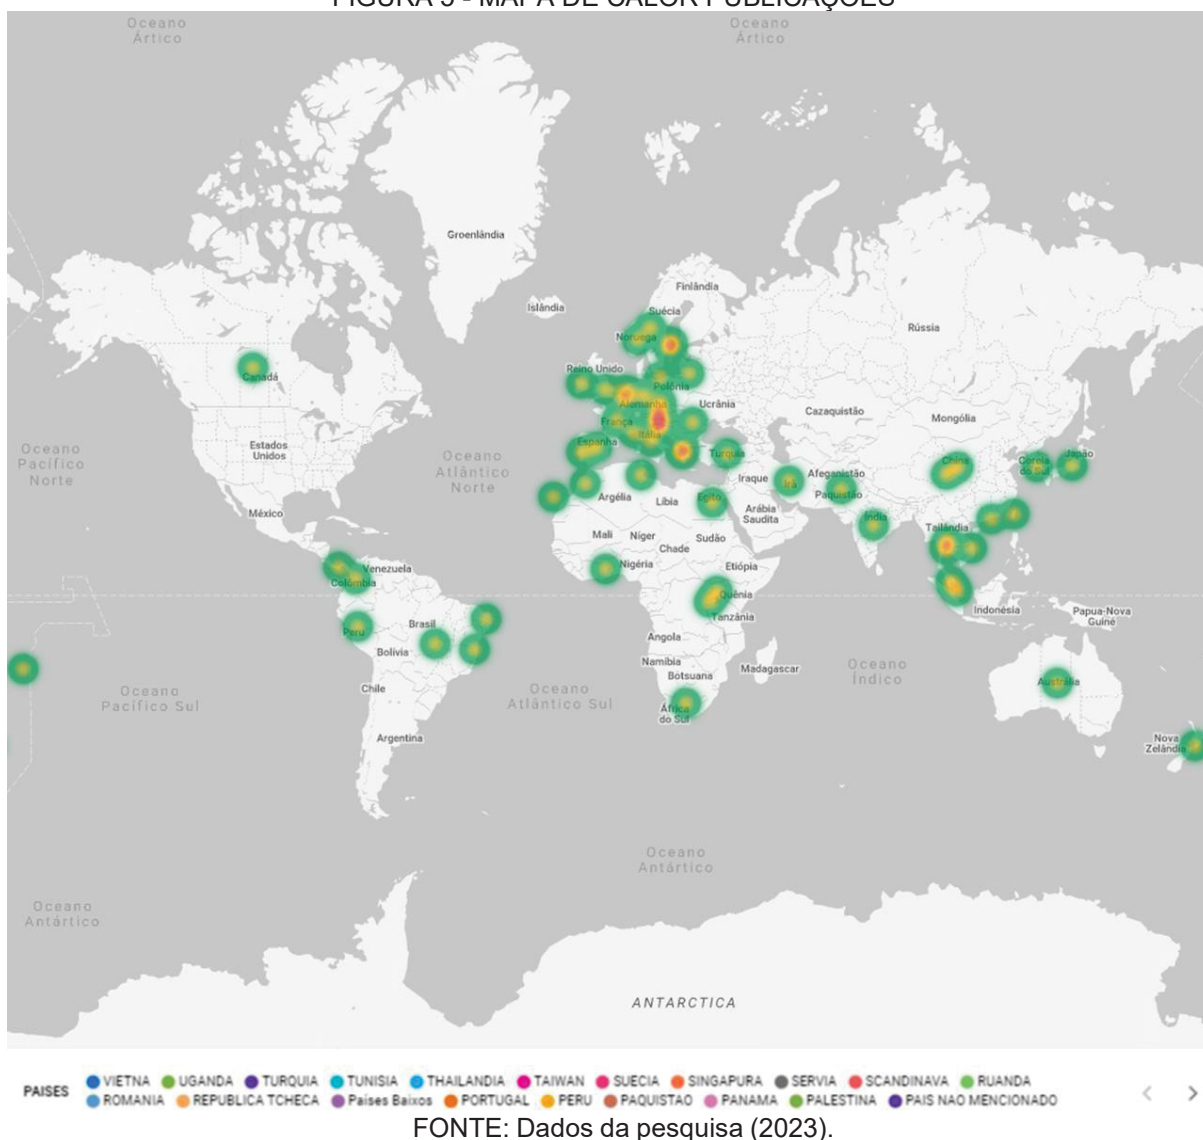 FIGURA 5 - MAPA DE CALOR PUBLICAÇÕES
Oceano
Ártico
Oceano
Ártico
Groenlândia
Islândia
Finlândia
Suécia
Noruega
Rússia
Canadá
Reino Unido
Polônia
Alemanha
Ucrânia
Cazaquistão
Mongólia
França
Itália
Oceano
Pacífico
Norte
Estados
Unidos
Oceano
Atlântico
Norte
Espanha
Turquia
China
Coreia
do Sul
Japão
Iraque
Irã
Afeganistão
Paquistão
México
Argélia
Líbia
Egito
Arábia
Saudita
Índia
Tailândia
Mali
Níger
Chade
Sudão
Nigéria
Etiópia
Venezuela
Colômbia
Quênia
Tanzânia
Indonésia
Papua-Nova
Guiné
Peru
Brasil
Bolívia
Angola
Namíbia
Botsuana
Madagascar
Oceano
Índico
Oceano
Pacífico Sul
Chile
Oceano
Atlântico Sul
África
do Sul
Austrália
Argentina
Nova
Zelândia
Oceano
Antártico
Oceano
Antártico
ANTARCTICA
PAISES VIETNA UGANDA TURQUIA TUNISIA THAILANDIA TAIWAN SUECIA SINGAPURA SERVIA SCANDINAVA RUANDA
ROMANIA REPUBLICA TCHECA Países Baixos PORTUGAL PERU PAQUISTAO PANAMA PALESTINA PAIS NAO MENCIONADO
FONTE: Dados da pesquisa (2023).